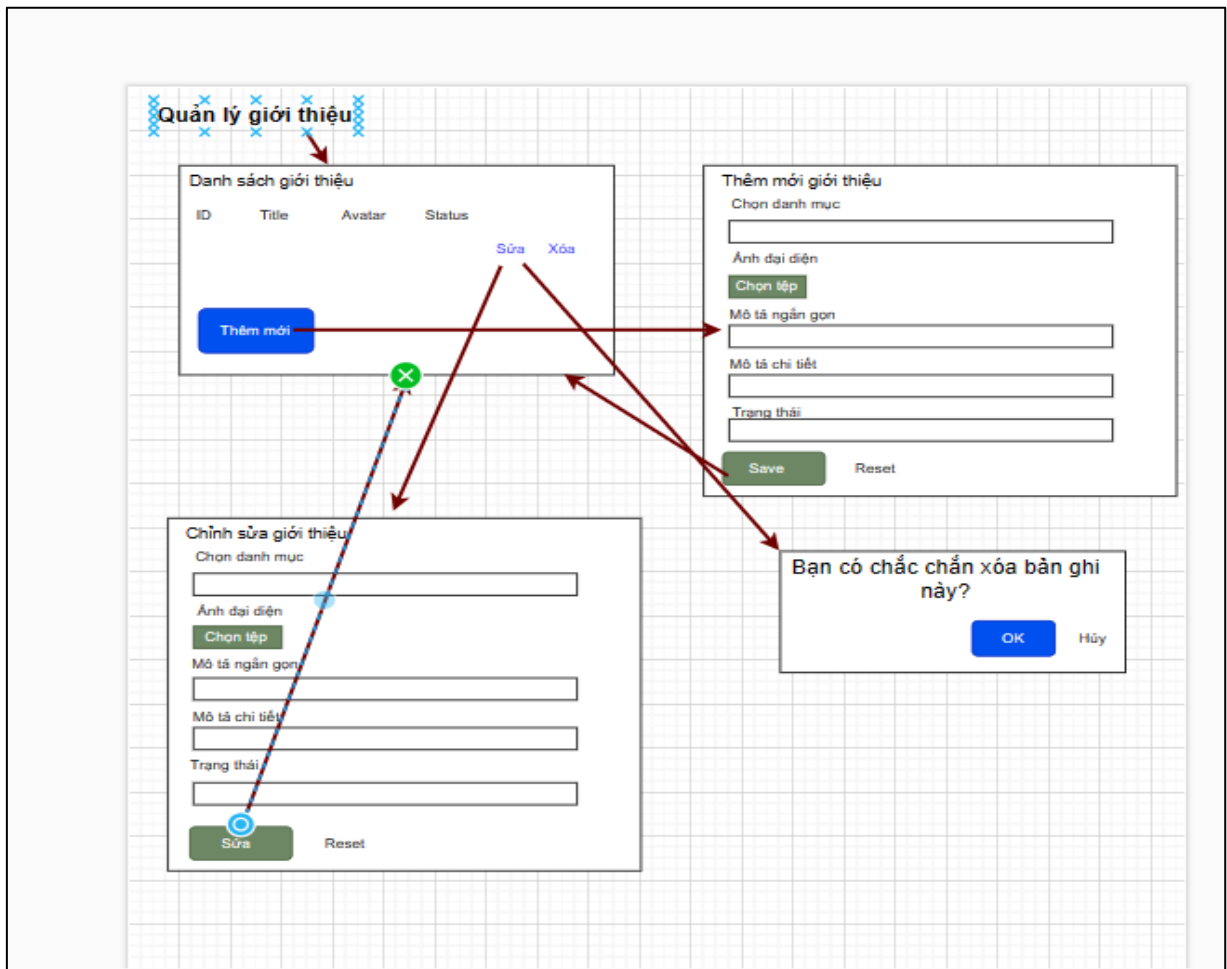 Quản lý giới thiệu
Danh sách giới thiệu
ID Title Avatar Status
Sửa Xóa
Thêm mới
Thêm mới giới thiệu
Chọn danh mục
Ảnh đại diện
Chọn tệp
Mô tả ngắn gọn
Mô tả chi tiết
Trạng thái
Save Reset
Chỉnh sửa giới thiệu
Chọn danh mục
Ảnh đại diện
Chọn tệp
Mô tả ngắn gọn
Mô tả chi tiết
Trạng thái
Sửa Reset
Bạn có chắc chắn xóa bản ghi
này?
OK Hủy